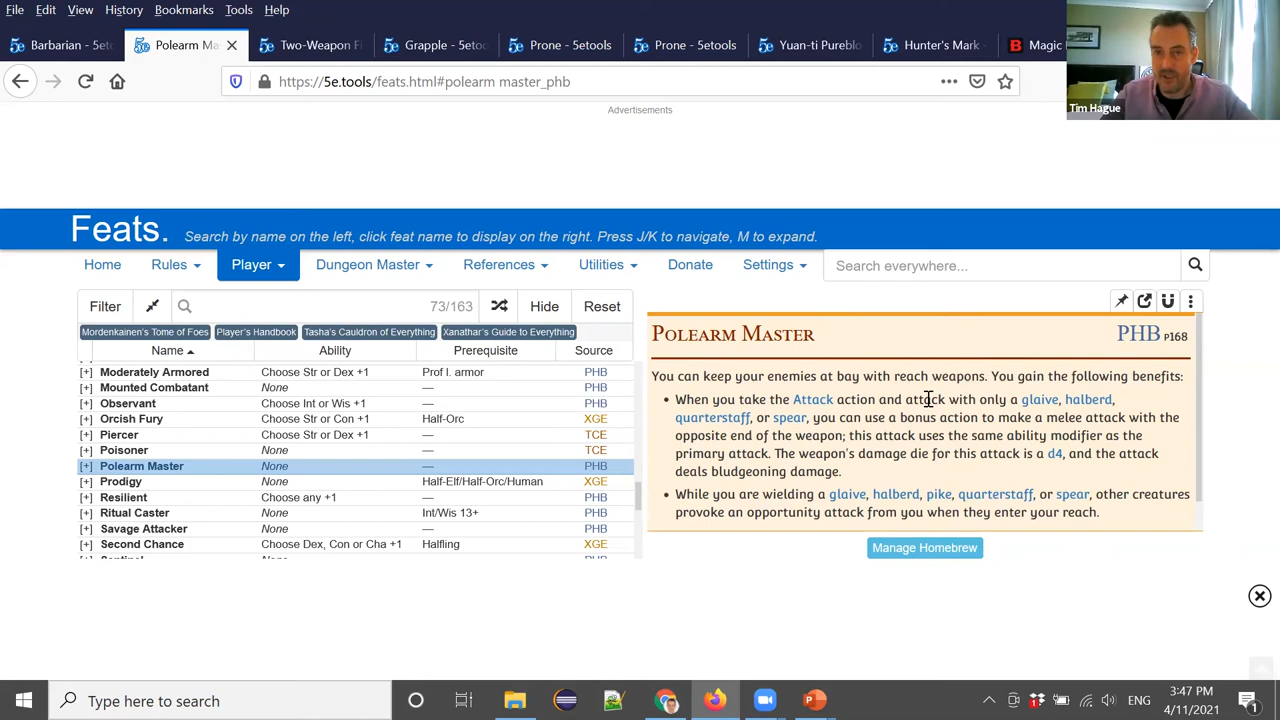 File Edit View History Bookmarks Tools Help
Barbarian - 5et
Polearm Ma
Two-Weapon F
Grapple - 5eto
Prone - 5etools
Prone - 5etools
Yuan-ti Pureblo
Hunter's Mark -
Magic
https://5e.tools/feats.html#polearm master_phb
Tim Hague
Advertisements
Feats. Search by name on the left, click feat name to display on the right. Press J/K to navigate, M to expand.
Home Rules Player Dungeon Master References Utilities Donate Settings Search everywhere...
Filter 73/163 Hide Reset
Mordenkainen's Tome of Foes Player's Handbook Tasha's Cauldron of Everything Xanathar's Guide to Everything
Name Ability Prerequisite Source
[+] Moderately Armored Choose Str or Dex +1 Prof l. armor PHB
[+] Mounted Combatant None — PHB
[+] Observant Choose Int or Wis +1 — PHB
[+] Orcish Fury Choose Str or Con +1 Half-Orc XGE
[+] Piercer Choose Str or Dex +1 — TCE
[+] Poisoner None — TCE
[+] Polearm Master None — PHB
[+] Prodigy None Half-Elf/Half-Orc/Human XGE
[+] Resilient Choose any +1 — PHB
[+] Ritual Caster None Int/Wis 13+ PHB
[+] Savage Attacker None — PHB
[+] Second Chance Choose Dex, Con or Cha +1 Halfling XGE
Polearm Master PHB p168
You can keep your enemies at bay with reach weapons. You gain the following benefits:
• When you take the Attack action and attack with only a glaive, halberd,
quarterstaff, or spear, you can use a bonus action to make a melee attack with the
opposite end of the weapon; this attack uses the same ability modifier as the
primary attack. The weapon's damage die for this attack is a d4, and the attack
deals bludgeoning damage.
• While you are wielding a glaive, halberd, pike, quarterstaff, or spear, other creatures
provoke an opportunity attack from you when they enter your reach.
Manage Homebrew
Type here to search
ENG
3:47 PM
4/11/2021
1